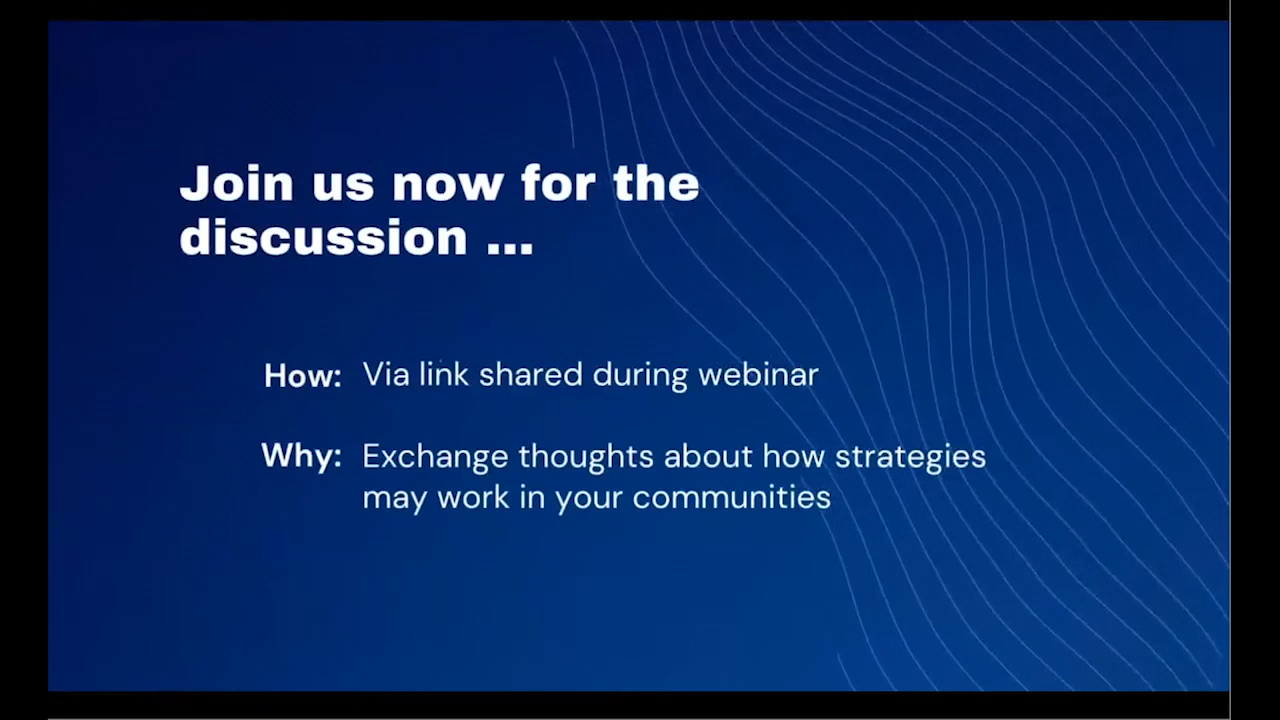 Join us now for the
discussion ...
How: Via link shared during webinar
Why: Exchange thoughts about how strategies
may work in your communities